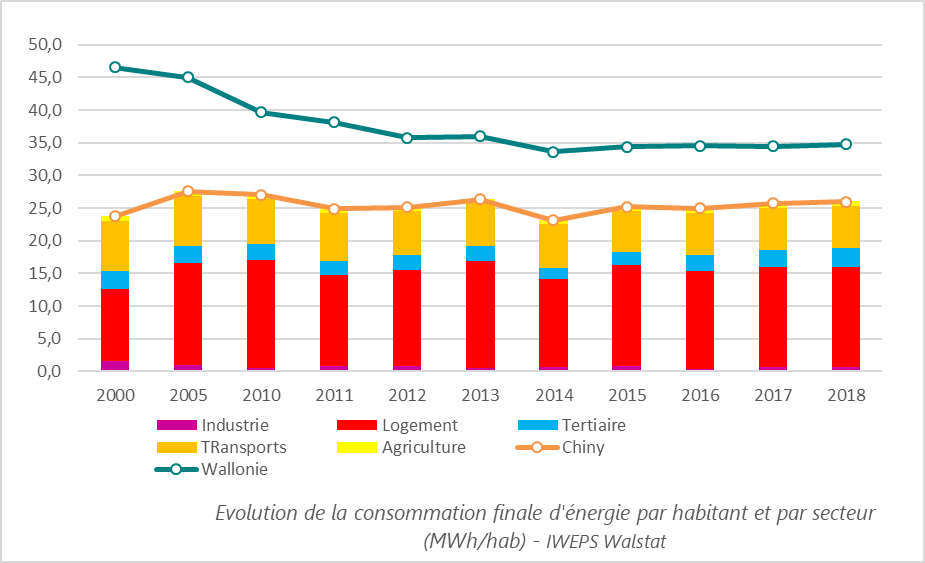 50,0
45,0
40,0
35,0
30,0
25,0
20,0
15,0
10,0
5,0
0,0
2000 2005 2010 2011 2012 2013 2014 2015 2016 2017 2018
Industrie Logement Tertiaire
TRansports Agriculture Chiny
Wallonie
Evolution de la consommation finale d'énergie par habitant et par secteur
(MWh/hab) - IWEPS Walstat